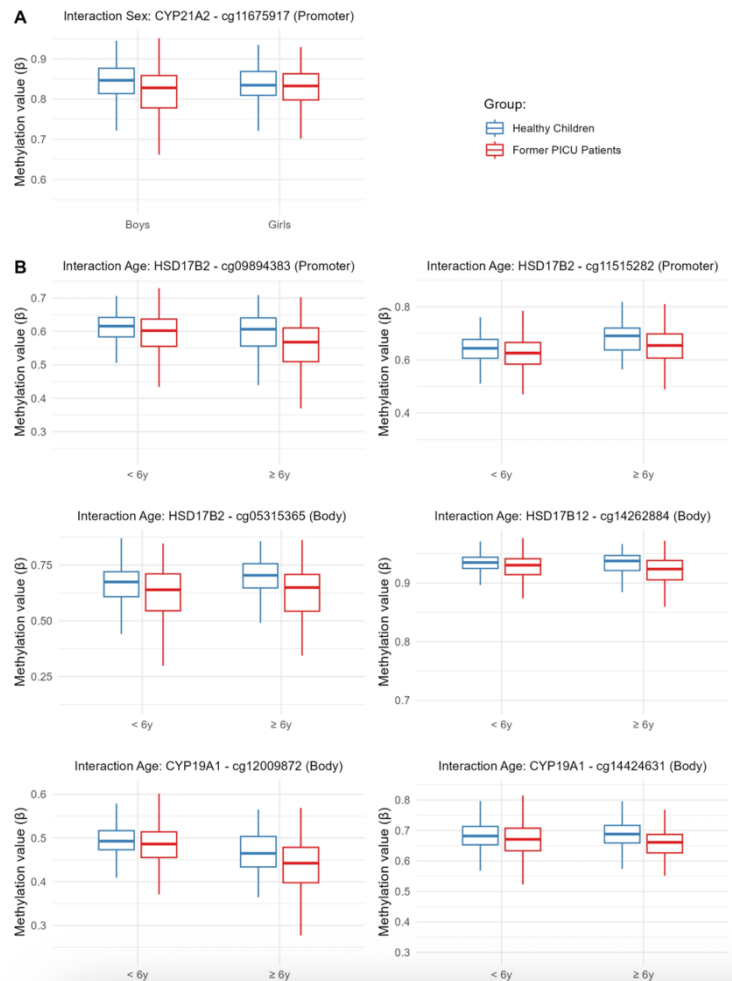 A
Interaction Sex: CYP21A2 - cg11675917 (Promoter)
Methylation value (β)
0.9
0.8
0.7
0.6
Boys
Girls
Group:
Healthy Children
Former PICU Patients
B
Interaction Age: HSD17B2 - cg09894383 (Promoter)
Methylation value (β)
0.7
0.6
0.5
0.4
0.3
< 6y
≥ 6y
Interaction Age: HSD17B2 - cg11515282 (Promoter)
Methylation value (β)
0.8
0.6
0.4
< 6y
≥ 6y
Interaction Age: HSD17B2 - cg05315365 (Body)
Methylation value (β)
0.75
0.50
0.25
< 6y
≥ 6y
Interaction Age: HSD17B12 - cg14262884 (Body)
Methylation value (β)
0.9
0.8
0.7
< 6y
≥ 6y
Interaction Age: CYP19A1 - cg12009872 (Body)
Methylation value (β)
0.6
0.5
0.4
0.3
< 6y
≥ 6y
Interaction Age: CYP19A1 - cg14424631 (Body)
Methylation value (β)
0.8
0.7
0.6
0.5
0.4
0.3
< 6y
≥ 6y